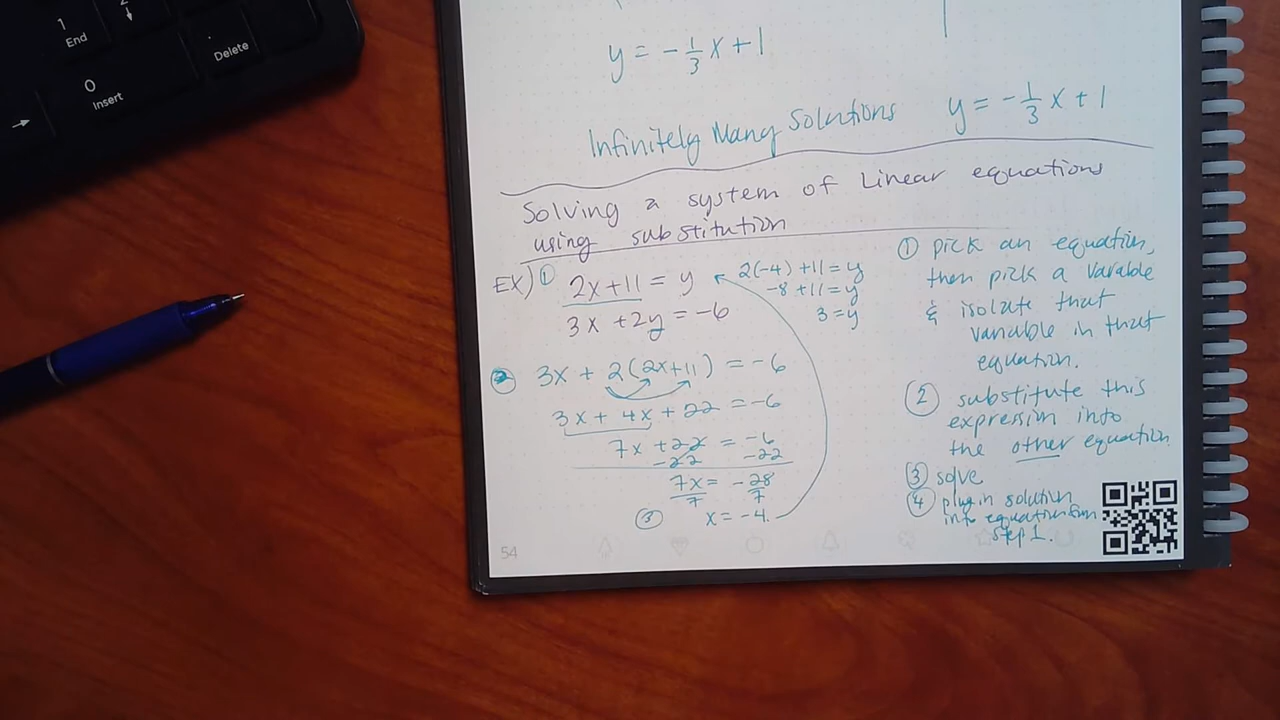 1
End
2
↓
.
Delete
0
Insert
→
y = -1/3 x + 1
Infinitely Many Solutions
y = -1/3 x + 1
Solving a system of Linear equations
using substitution
EX) ① 2x+11 = y
3x + 2y = -6
2(-4) + 11 = y
-8 + 11 = y
3 = y
② 3x + 2(2x+11) = -6
3x + 4x + 22 = -6
7x + 22 = -6
-22 -22
7x = -28
7 7
③ x = -4
① pick an equation,
then pick a variable
& isolate that
variable in that
equation.
② substitute this
expression into
the other equation
③ solve
④ plug in solution
into equation from
step 1.
54